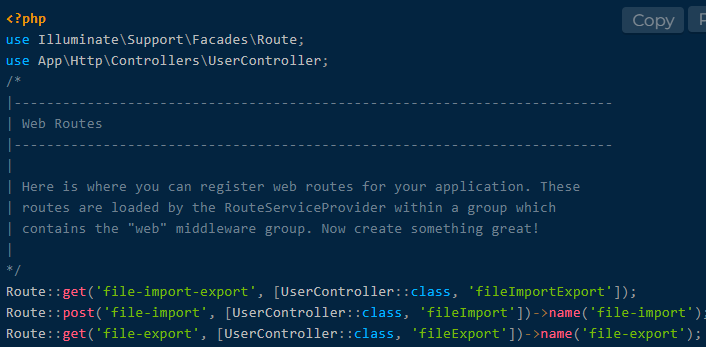 <?php
Copy
use Illuminate\Support\Facades\Route;
use App\Http\Controllers\UserController;
/*
|--------------------------------------------------------------------------
| Web Routes
|--------------------------------------------------------------------------
|
| Here is where you can register web routes for your application. These
| routes are loaded by the RouteServiceProvider within a group which
| contains the "web" middleware group. Now create something great!
|
*/
Route::get('file-import-export', [UserController::class, 'fileImportExport']);
Route::post('file-import', [UserController::class, 'fileImport'])->name('file-import');
Route::get('file-export', [UserController::class, 'fileExport'])->name('file-export');